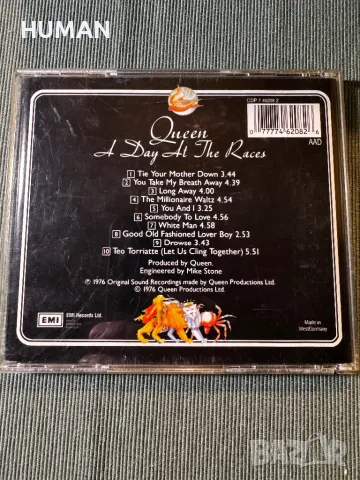 HUMAN
CDP 7 46208 2
0 77774 62082 6
AAD
Queen
A Day At The Races
1 Tie Your Mother Down 3.44
2 You Take My Breath Away 4.39
3 Long Away 4.00
4 The Millionaire Waltz 4.54
5 You And I 3.25
6 Somebody To Love 4.56
7 White Man 4.58
8 Good Old Fashioned Lover Boy 2.53
9 Drowse 3.43
10 Teo Torriatte (Let Us Cling Together) 5.51
Produced by Queen.
Engineered by Mike Stone
℗ 1976 Original Sound Recordings made by Queen Productions Ltd.
© 1976 Queen Productions Ltd.
EMI
EMI Records Ltd.
Made in
West Germany
BAZAR